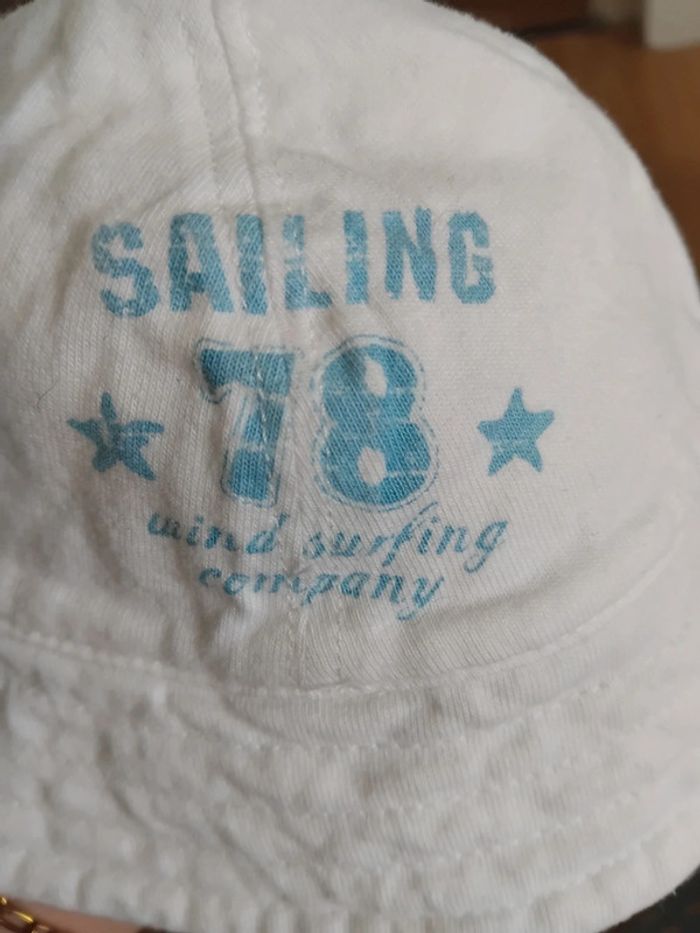 SAILING
78
wind surfing
company